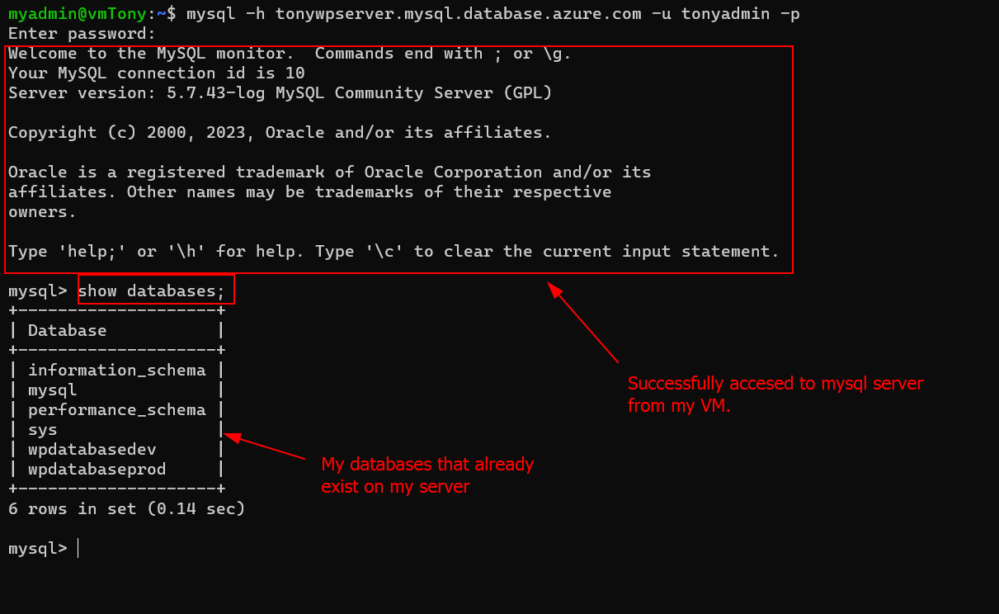 myadmin@vmTony:~$ mysql -h tonywpserver.mysql.database.azure.com -u tonyadmin -p
Enter password:
Welcome to the MySQL monitor.  Commands end with ; or \g.
Your MySQL connection id is 10
Server version: 5.7.43-log MySQL Community Server (GPL)
Copyright (c) 2000, 2023, Oracle and/or its affiliates.
Oracle is a registered trademark of Oracle Corporation and/or its
affiliates. Other names may be trademarks of their respective
owners.
Type 'help;' or '\h' for help. Type '\c' to clear the current input statement.
mysql> show databases;
+--------------------+
| Database           |
+--------------------+
| information_schema |
| mysql              |
| performance_schema |
| sys                |
| wpdatabasedev      |
| wpdatabaseprod     |
+--------------------+
6 rows in set (0.14 sec)
mysql>
Successfully accesed to mysql server
from my VM.
My databases that already
exist on my server